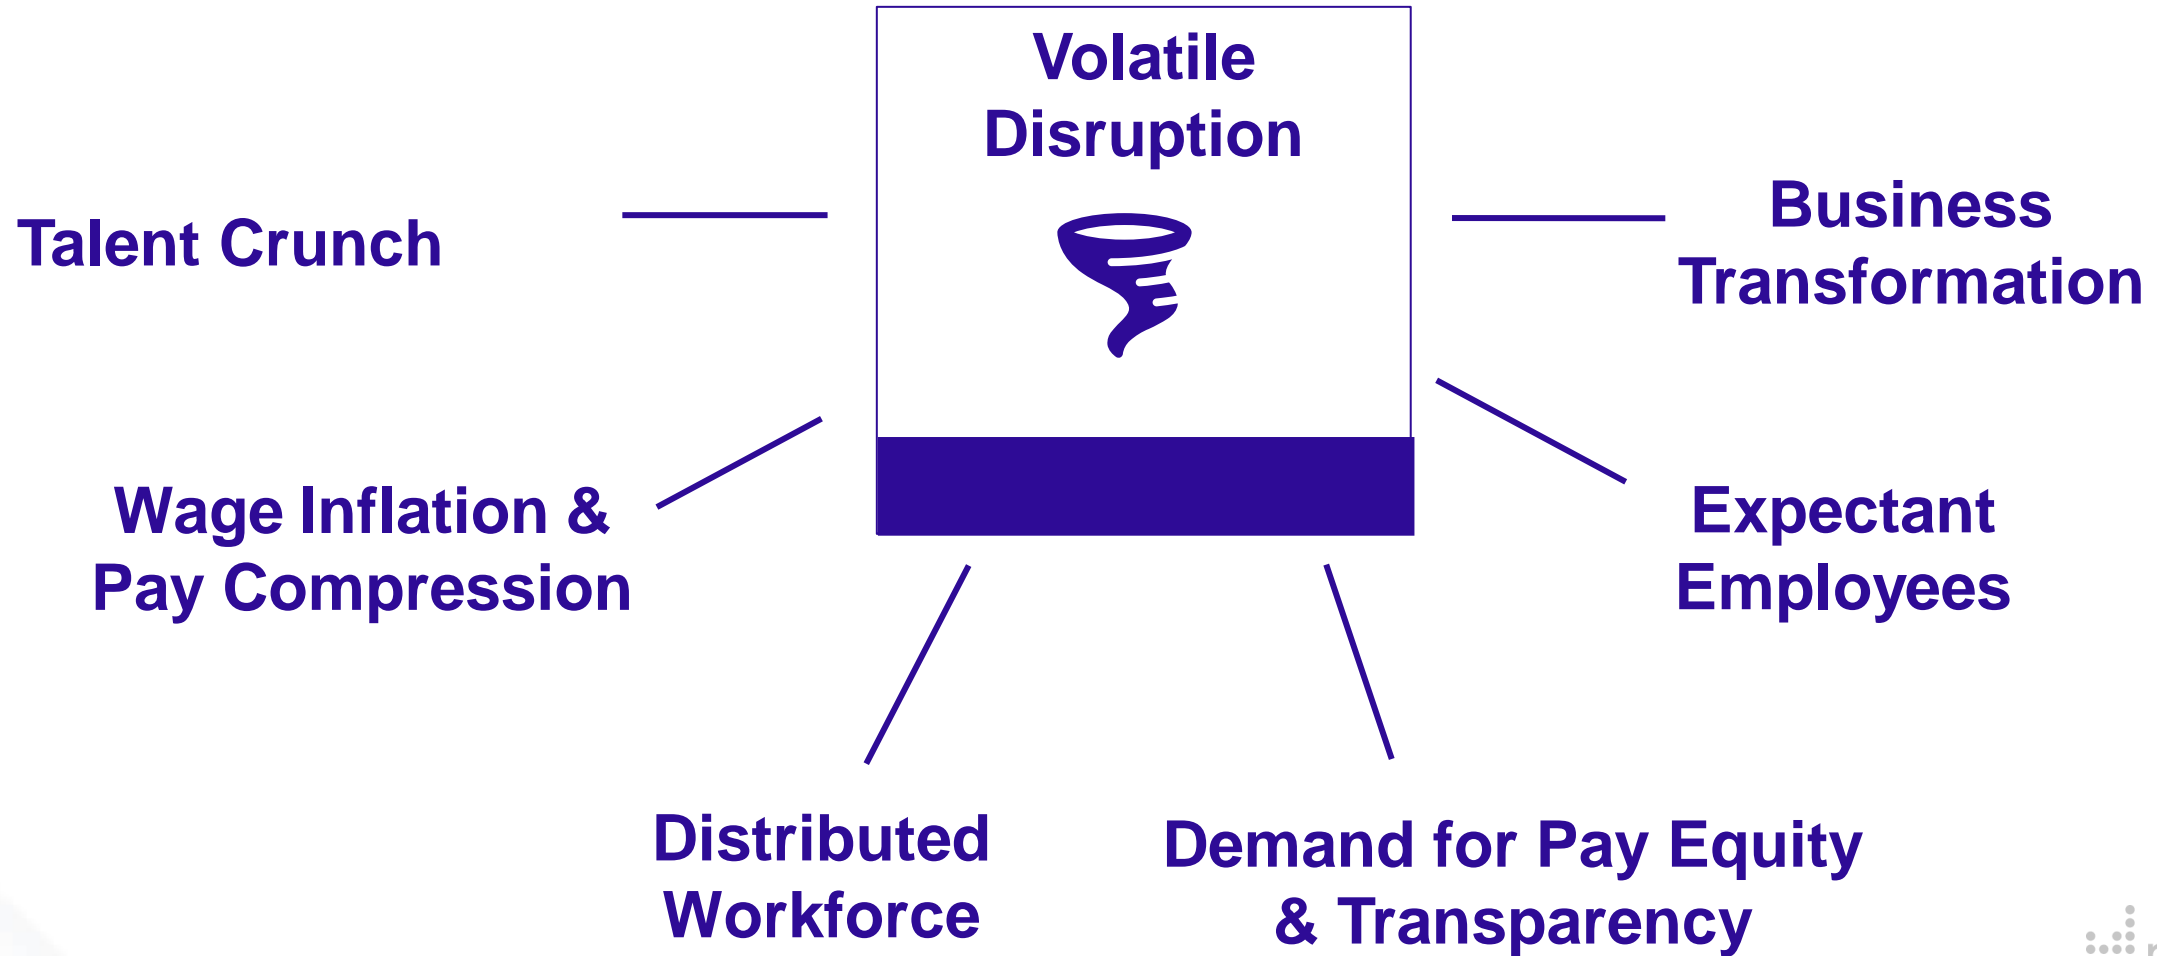 Volatile
Disruption
Talent Crunch
Business
Transformation
Wage Inflation &
Pay Compression
Expectant
Employees
Distributed
Workforce
Demand for Pay Equity
& Transparency